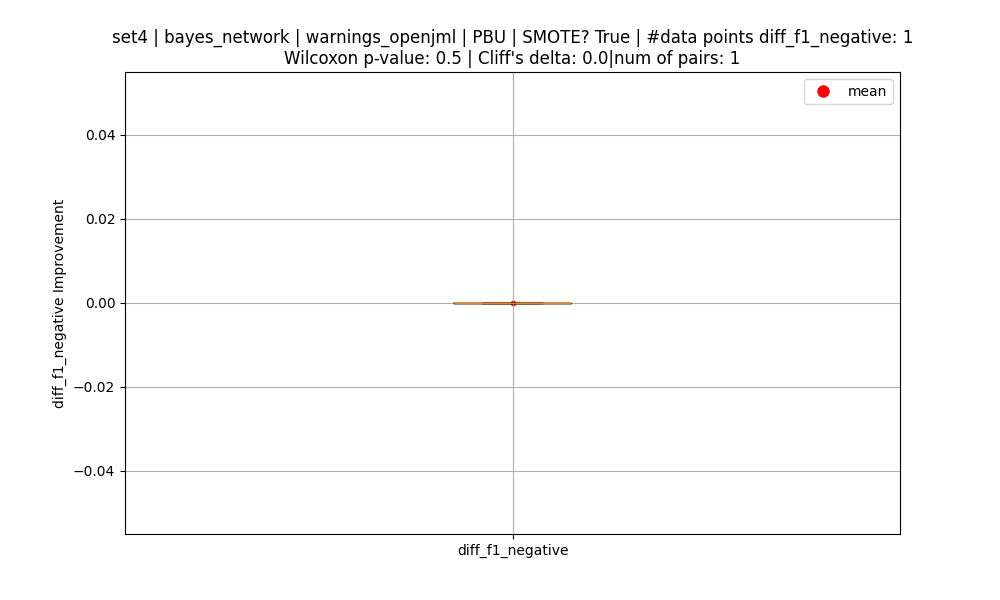 set4 | bayes_network | warnings_openjml | PBU | SMOTE? True | #data points diff_f1_negative: 1
Wilcoxon p-value: 0.5 | Cliff's delta: 0.0|num of pairs: 1
mean
0.04
0.02
0.00
−0.02
−0.04
diff_f1_negative Improvement
diff_f1_negative